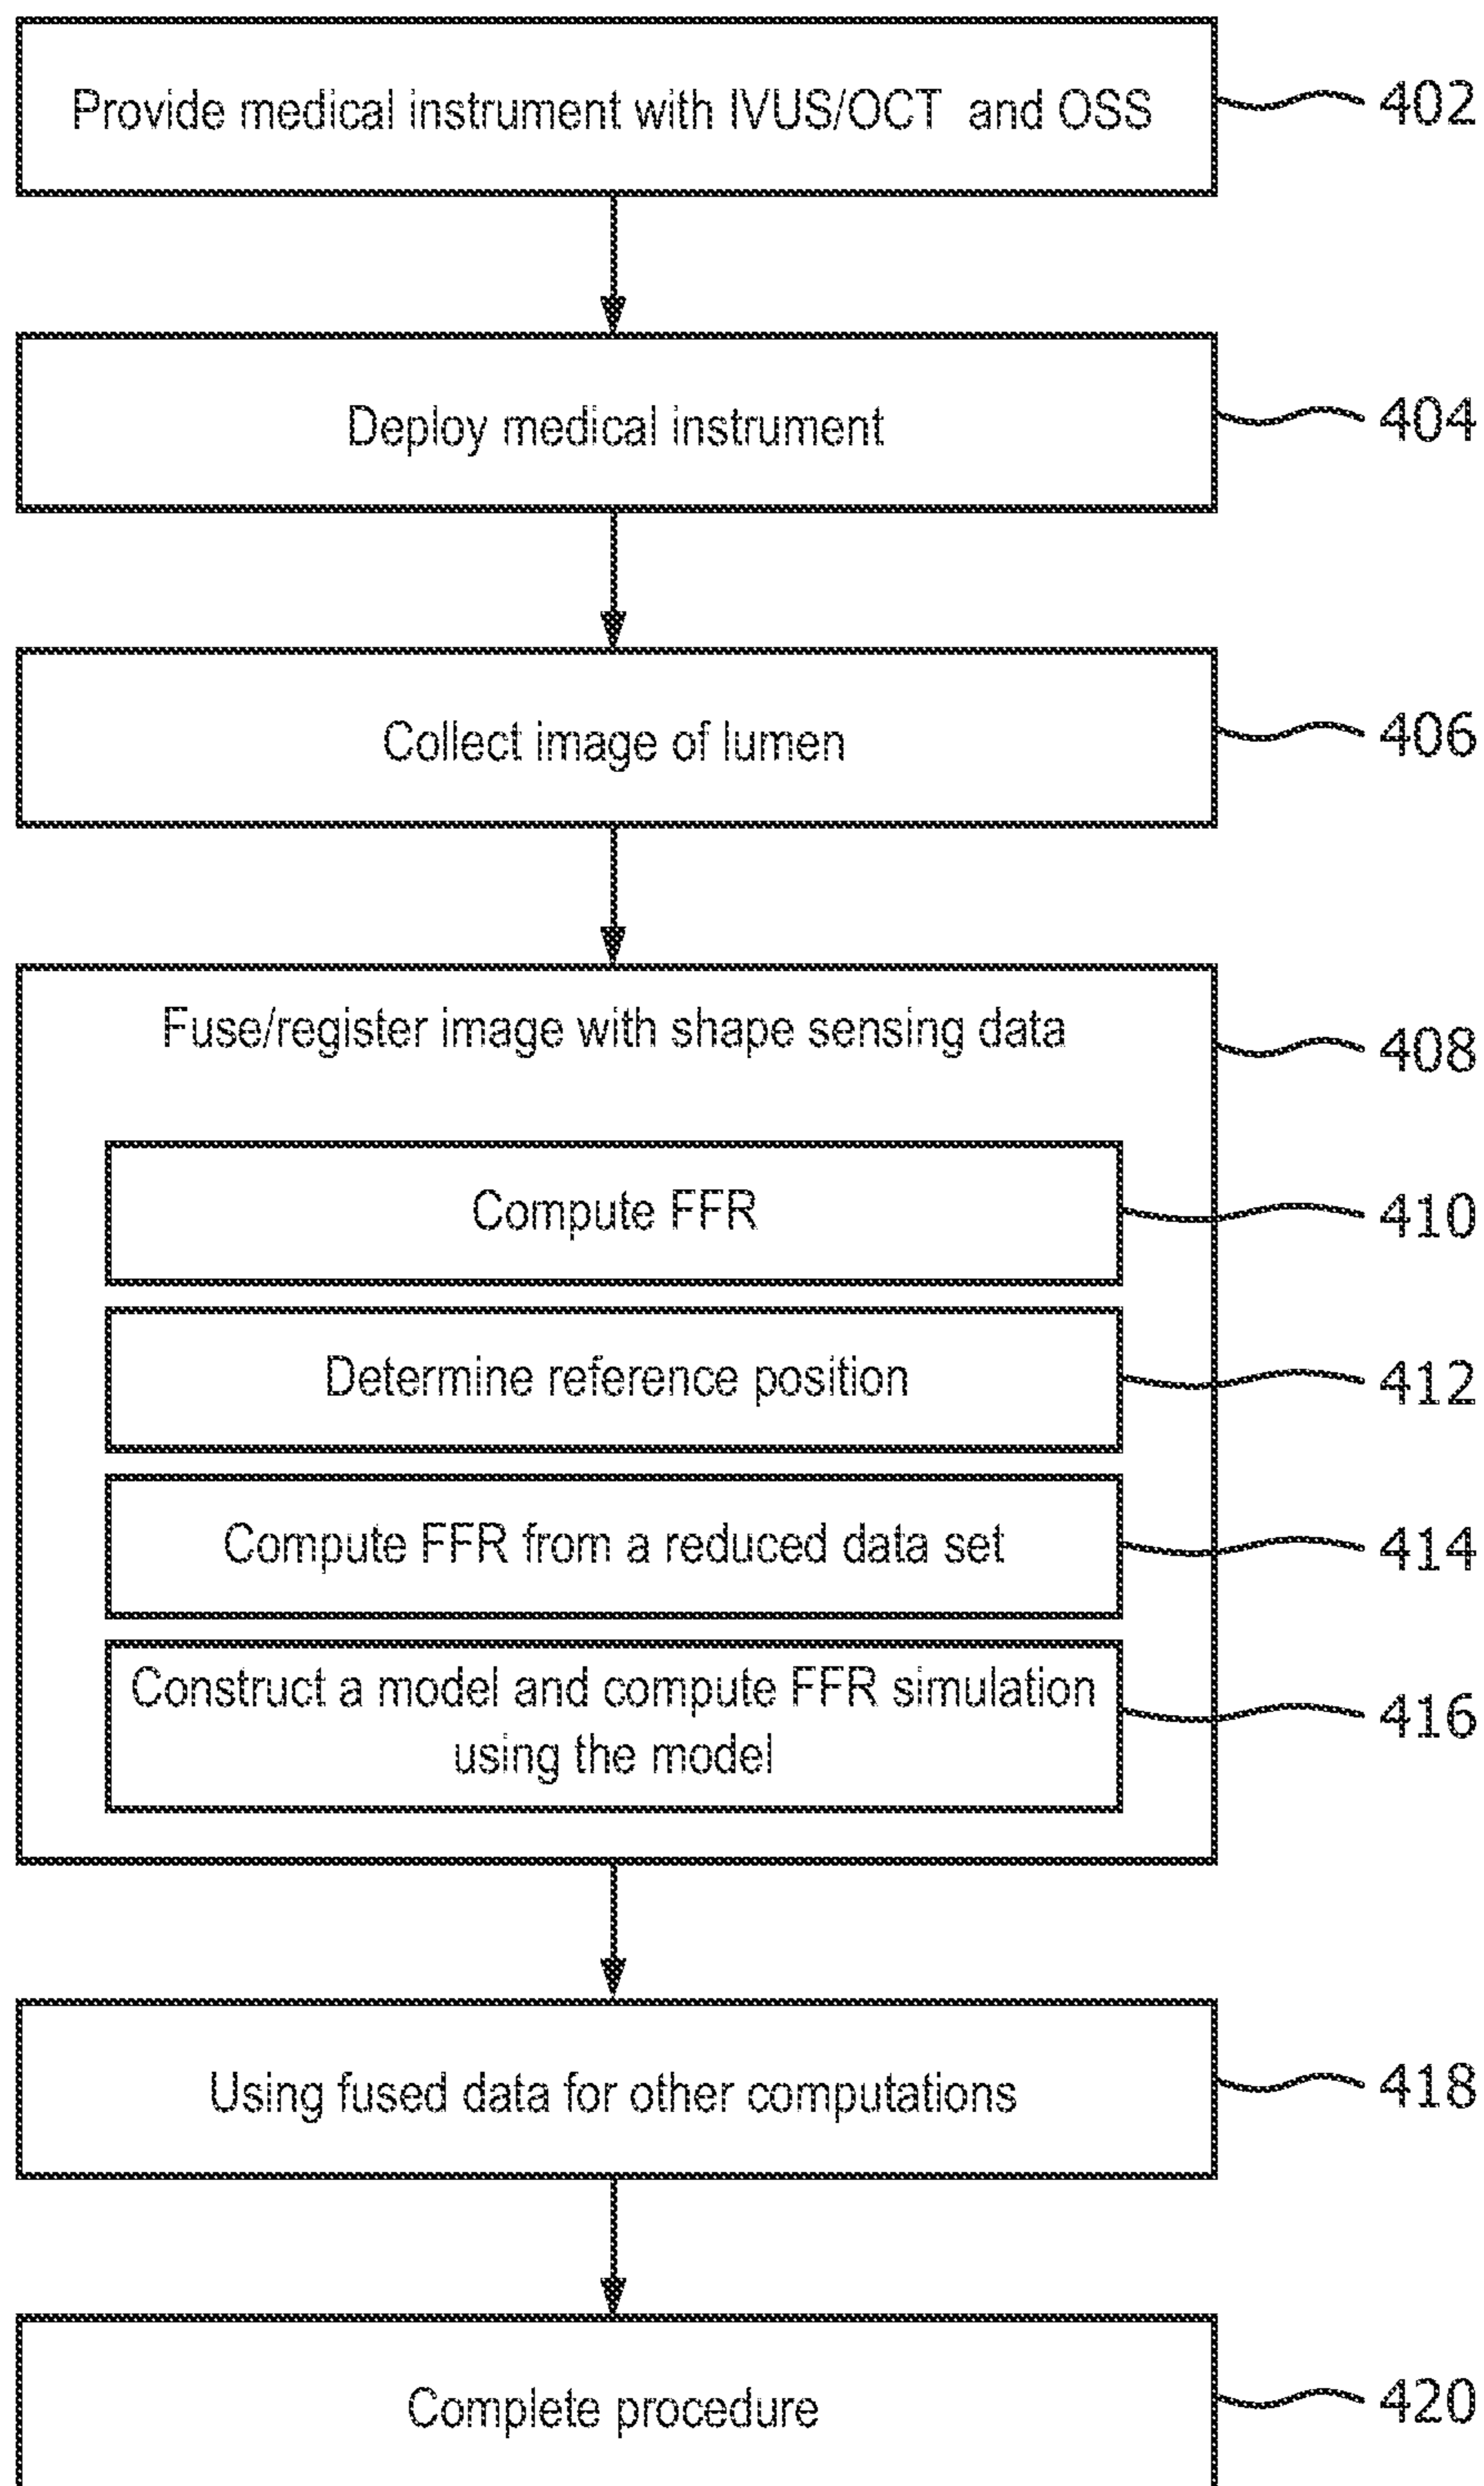 Provide medical instrument with IVUS/OCT and OSS
402
Deploy medical instrument
404
Collect image of lumen
406
Fuse/register image with shape sensing data
408
Compute FFR
410
Determine reference position
412
Compute FFR from a reduced data set
414
Construct a model and compute FFR simulation
using the model
416
Using fused data for other computations
418
Complete procedure
420